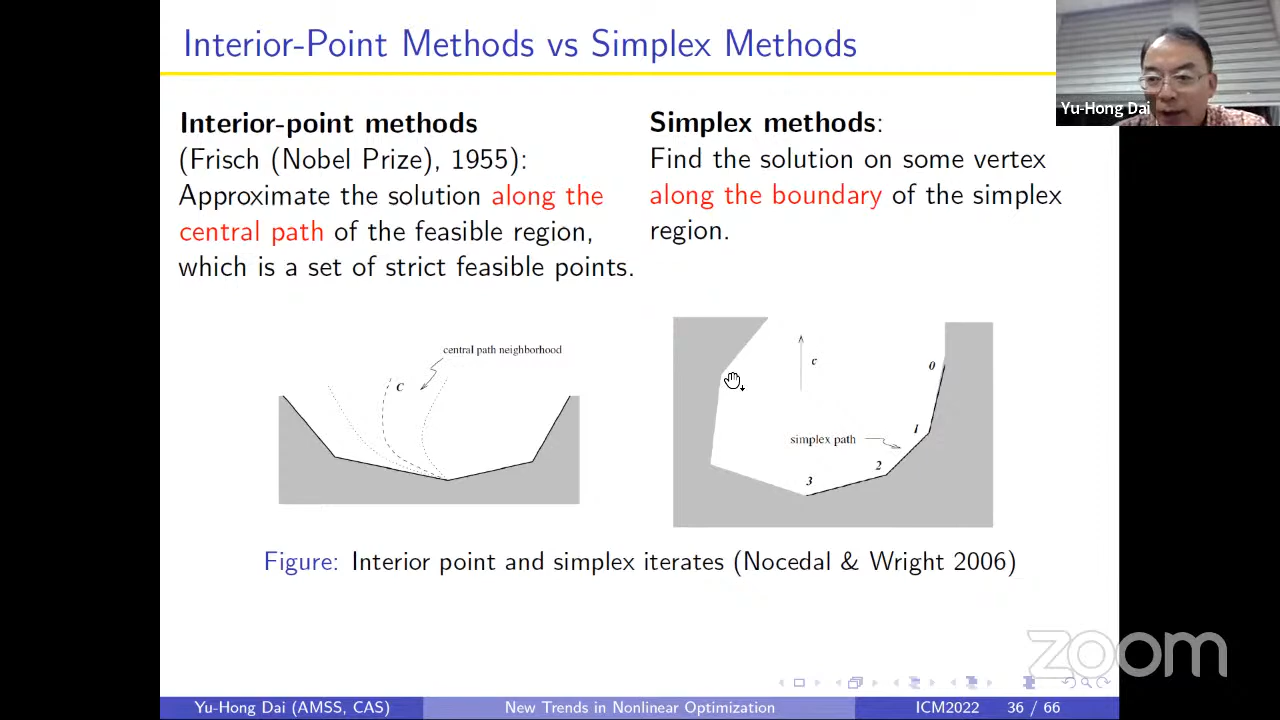 Interior-Point Methods vs Simplex Methods
Yu-Hong Dai
Interior-point methods
(Frisch (Nobel Prize), 1955):
Approximate the solution along the
central path of the feasible region,
which is a set of strict feasible points.
Simplex methods:
Find the solution on some vertex
along the boundary of the simplex
region.
central path neighborhood
C
c
0
1
simplex path
2
3
Figure: Interior point and simplex iterates (Nocedal & Wright 2006)
zoom
Yu-Hong Dai (AMSS, CAS)
New Trends in Nonlinear Optimization
ICM2022
36 / 66